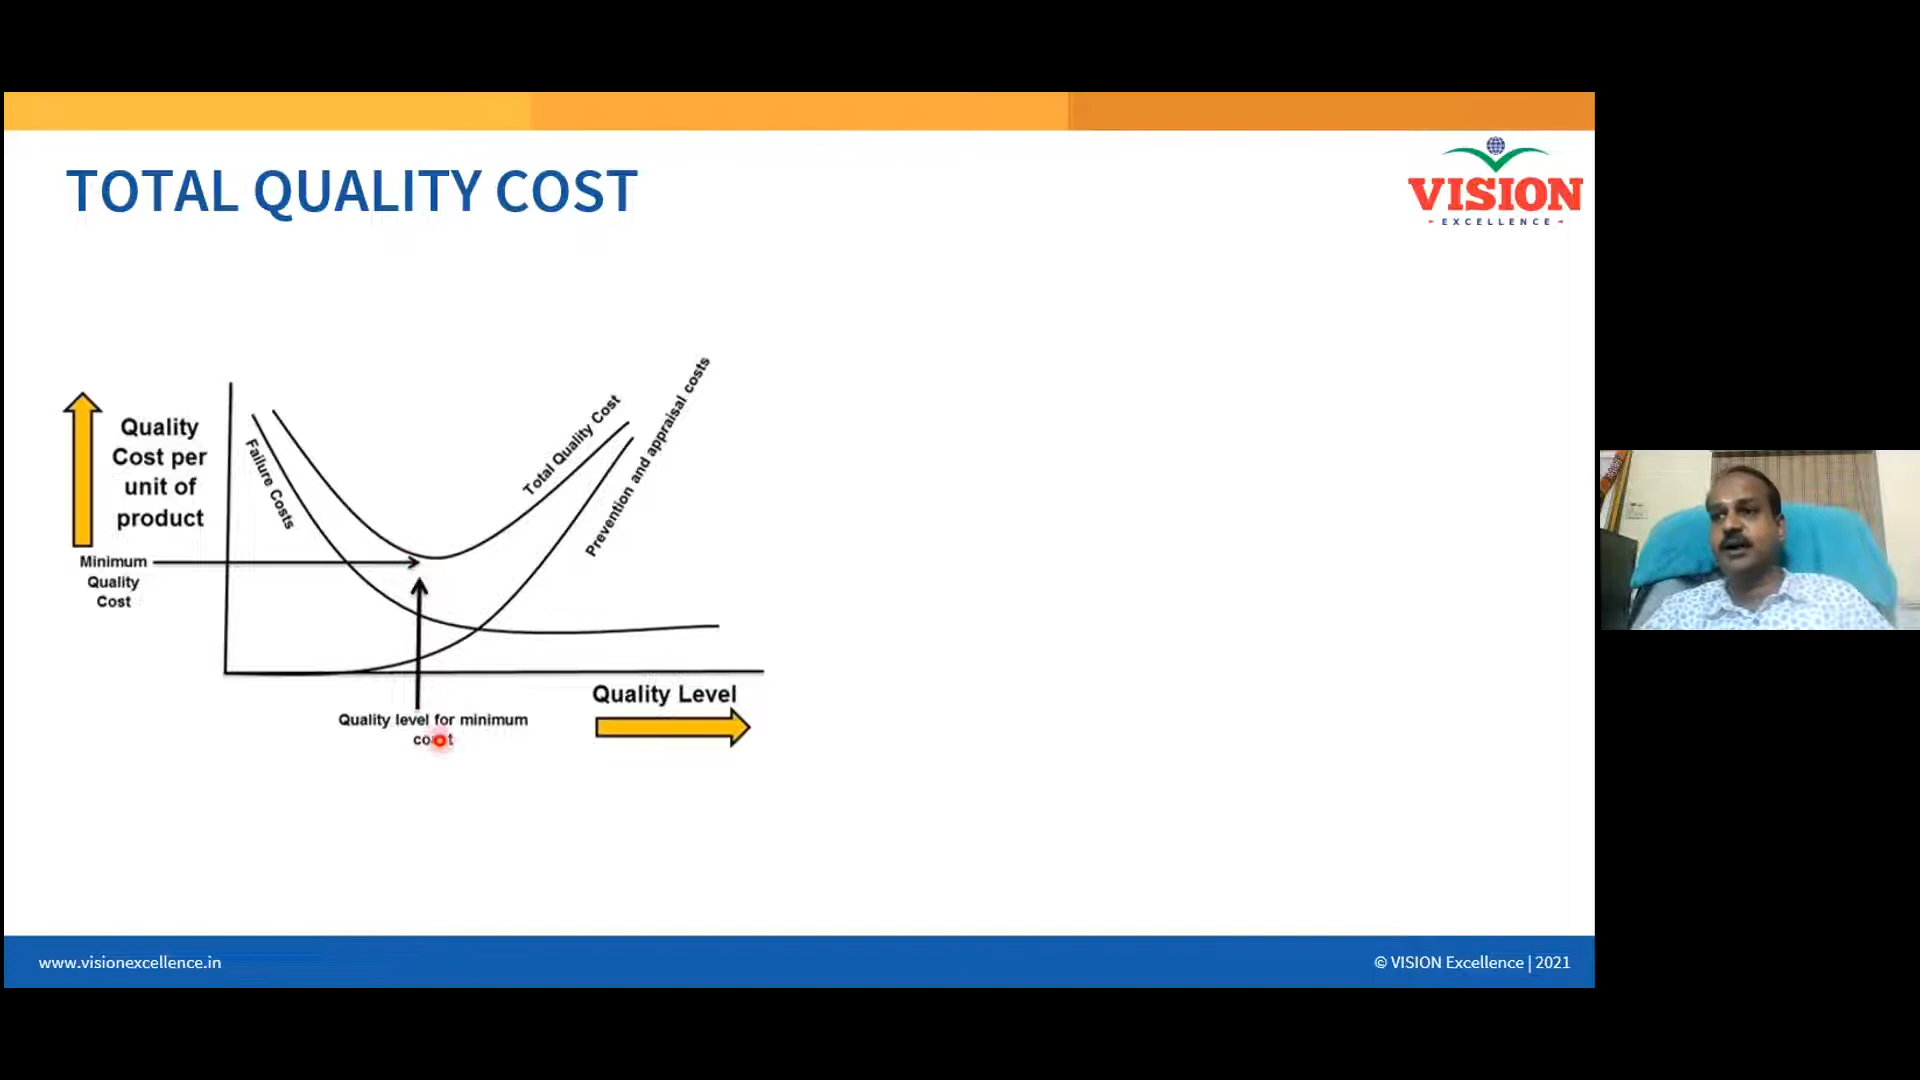 TOTAL QUALITY COST
VISION
EXCELLENCE
Quality
Cost per
unit of
product
Minimum
Quality
Cost
Failure Costs
Total Quality Cost
Prevention and appraisal costs
Quality Level
Quality level for minimum
cost
www.visionexcellence.in
© VISION Excellence | 2021